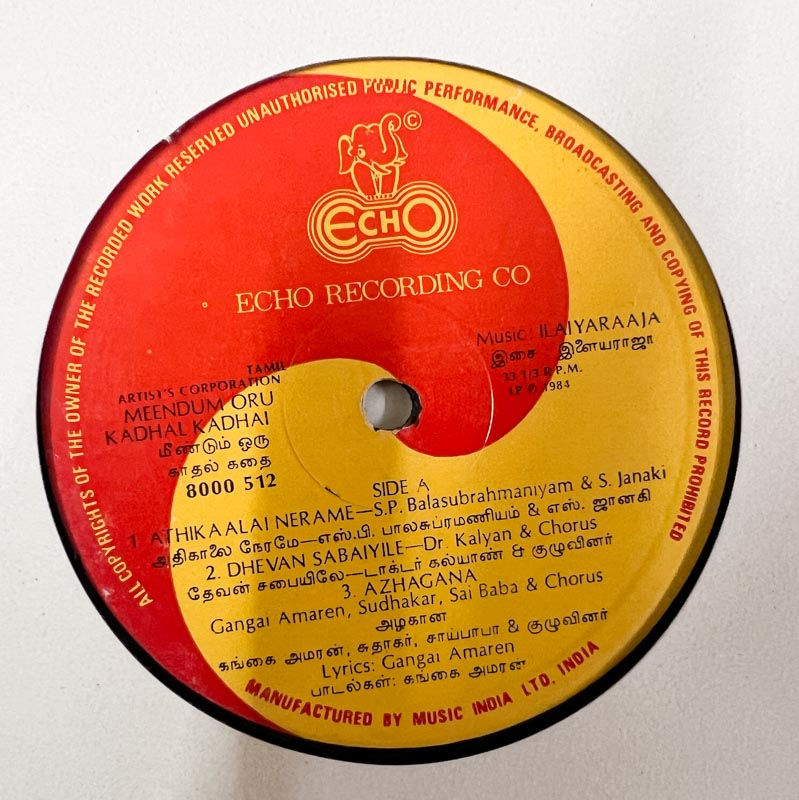 ALL COPYRIGHTS OF THE OWNER OF THE RECORDED WORK RESERVED UNAUTHORISED PUBLIC PERFORMANCE, BROADCASTING AND COPYING OF THIS RECORD PROHIBITED
©
ECHO
ECHO RECORDING CO
Music: ILAIYARAAJA
இசை : இளையராஜா
33 1/3 R.P.M.
LP ℗ 1984
TAMIL
ARTIST'S CORPORATION
MEENDUM ORU
KADHAL KADHAI
மீண்டும் ஒரு
காதல் கதை
8000 512
SIDE A
1 ATHIKAALAI NERAME—S.P. Balasubrahmaniyam & S. Janaki
அதிகாலை நேரமே—எஸ்.பி. பாலசுப்ரமணியம் & எஸ். ஜானகி
2. DHEVAN SABAIYILE—Dr. Kalyan & Chorus
தேவன் சபையிலே—டாக்டர் கல்யாண் & குழுவினர்
3. AZHAGANA
Gangai Amaren, Sudhakar, Sai Baba & Chorus
அழகான
கங்கை அமரன், சுதாகர், சாய்பாபா & குழுவினர்
Lyrics: Gangai Amaren
பாடல்கள்: கங்கை அமரன்
MANUFACTURED BY MUSIC INDIA LTD, INDIA